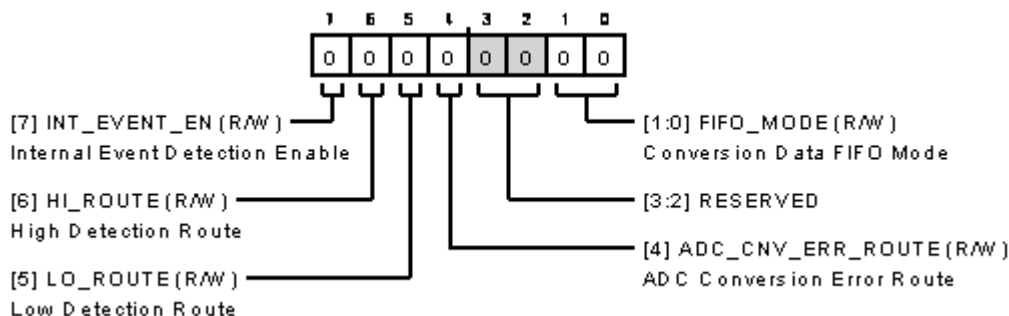 7 6 5 4 3 2 1 0
0 0 0 0 0 0 0 0
[7] INT_EVENT_EN (R/W)
Internal Event Detection Enable
[6] HI_ROUTE (R/W)
High Detection Route
[5] LO_ROUTE (R/W)
Low Detection Route
[1:0] FIFO_MODE (R/W)
Conversion Data FIFO Mode
[3:2] RESERVED
[4] ADC_CNV_ERR_ROUTE (R/W)
ADC Conversion Error Route